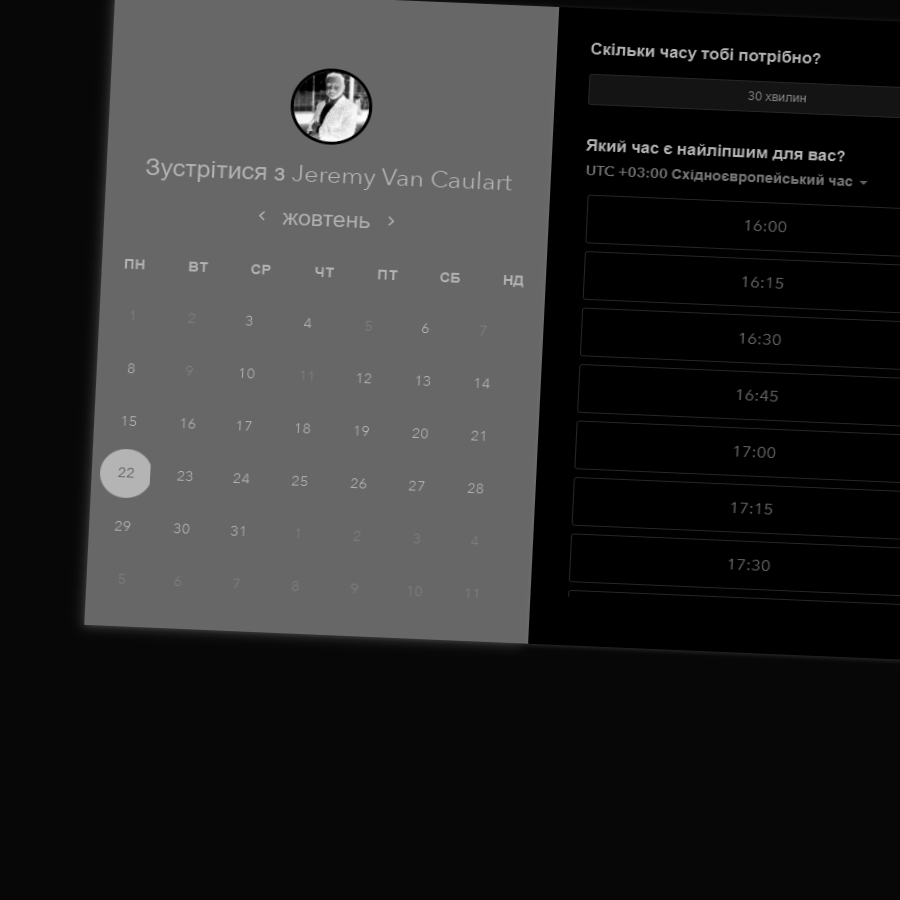 Зустрітися з Jeremy Van Caulart
жовтень
ПН ВТ СР ЧТ ПТ СБ НД
1 2 3 4 5 6 7
8 9 10 11 12 13 14
15 16 17 18 19 20 21
22 23 24 25 26 27 28
29 30 31 1 2 3 4
5 6 7 8 9 10 11
Скільки часу тобі потрібно?
30 хвилин
Який час є найліпшим для вас?
UTC +03:00 Східноєвропейський час
16:00
16:15
16:30
16:45
17:00
17:15
17:30